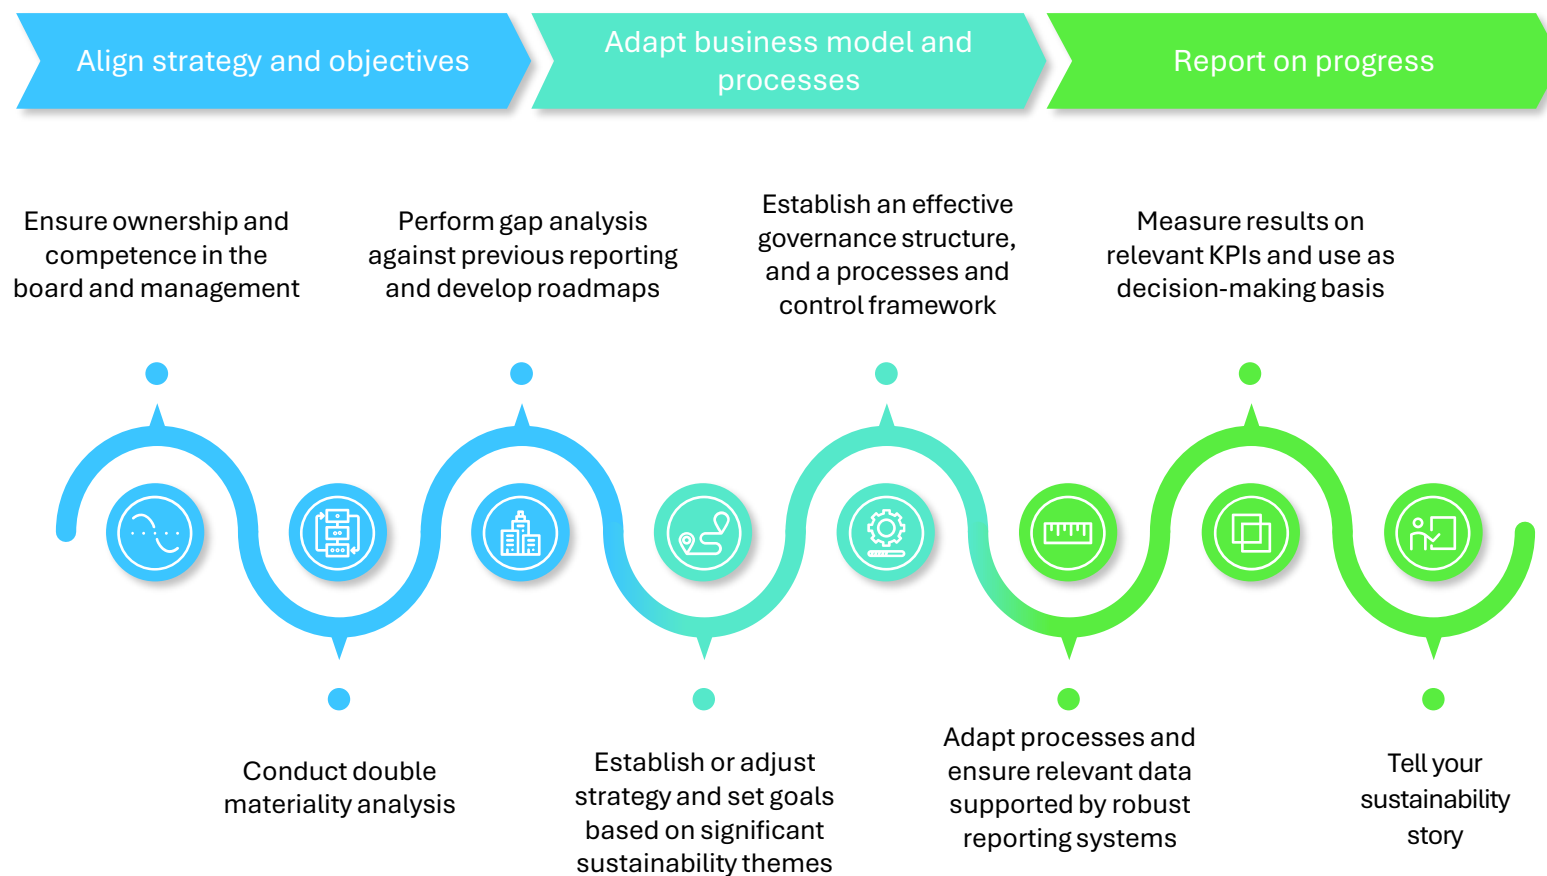 Align strategy and objectives
Adapt business model and
processes
Report on progress
Ensure ownership and
competence in the
board and management
Perform gap analysis
against previous reporting
and develop roadmaps
Establish an effective
governance structure,
and a processes and
control framework
Measure results on
relevant KPIs and use as
decision-making basis
Conduct double
materiality analysis
Establish or adjust
strategy and set goals
based on significant
sustainability themes
Adapt processes and
ensure relevant data
supported by robust
reporting systems
Tell your
sustainability
story